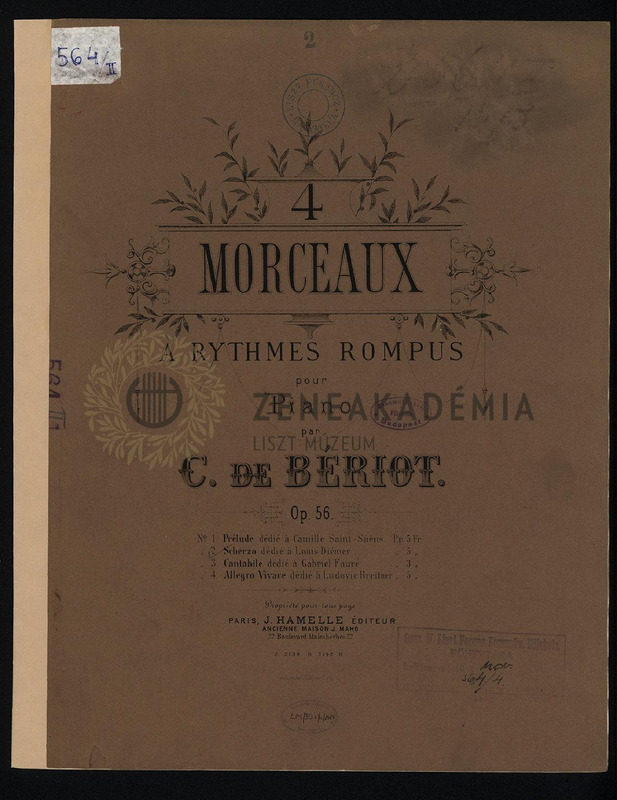 564/II
2
4
MORCEAUX
A RYTHMES ROMPUS
pour
Piano
ZENEAKADÉMIA
par
LISZT MÚZEUM
C. DE BÉRIOT.
Op. 56.
Nº 1 Prélude dédié à Camille Saint-Saëns Pr. 5 Fr.
2 Scherzo dédié à Louis Diémer 5
3 Cantabile dédié à Gabriel Fauré 3
4 Allegro Vivace dédié à Ludovic Breitner 5
Propriété pour tous pays
PARIS, J. HAMELLE ÉDITEUR
ANCIENNE MAISON J. MAHO
22 Boulevard Malesherbes 22
564/4